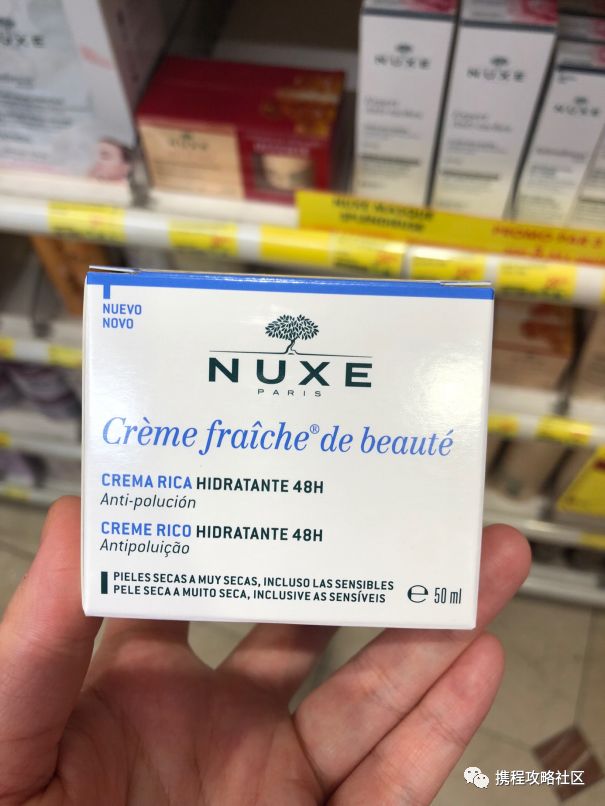 NUXE
NUXE
NUXE
NUXE
NUXE
NUEVO
NOVO
NUXE
PARIS
Crème fraîche® de beauté
CREMA RICA HIDRATANTE 48H
Anti-polución
CREME RICO HIDRATANTE 48H
Antipoluição
PIELES SECAS A MUY SECAS, INCLUSO LAS SENSIBLES
PELE SECA A MUITO SECA, INCLUSIVE AS SENSÍVEIS
℮ 50 ml
携程攻略社区